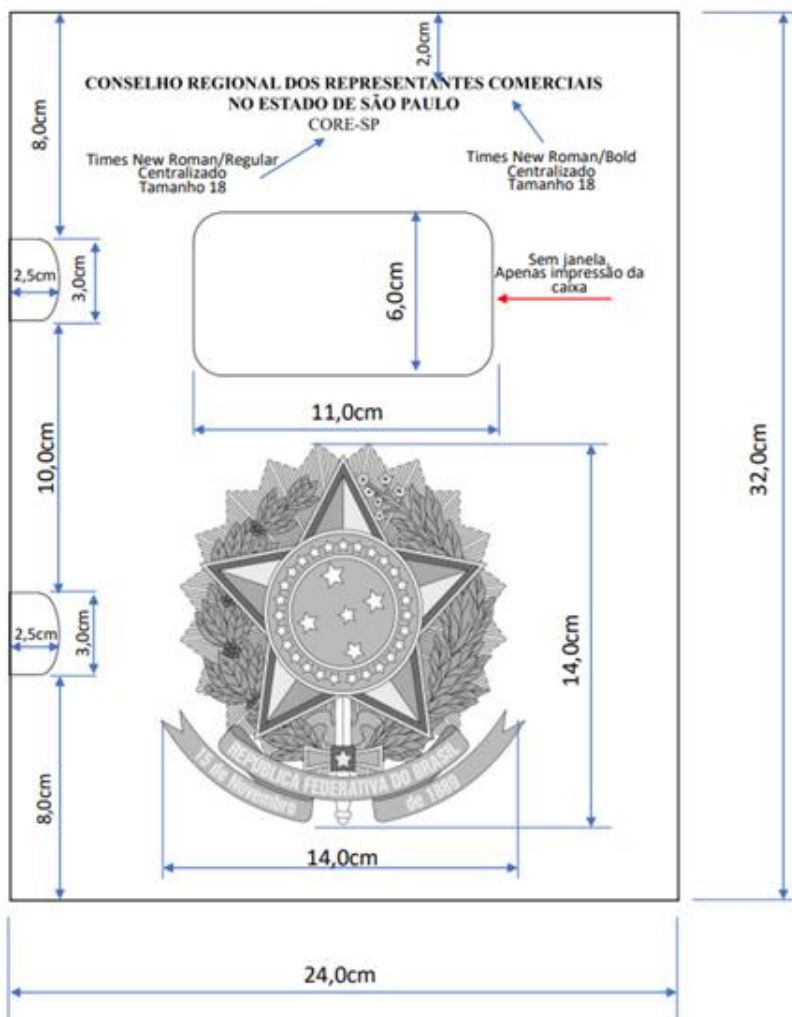 2,0cm
CONSELHO REGIONAL DOS REPRESENTANTES COMERCIAIS
NO ESTADO DE SÃO PAULO
CORE-SP
8,0cm
Times New Roman/Regular
Centralizado
Tamanho 18
Times New Roman/Bold
Centralizado
Tamanho 18
2,5cm
3,0cm
6,0cm
Sem janela,
Apenas impressão da
caixa
11,0cm
10,0cm
32,0cm
2,5cm
3,0cm
14,0cm
REPÚBLICA FEDERATIVA DO BRASIL
15 de Novembro
de 1889
8,0cm
14,0cm
24,0cm